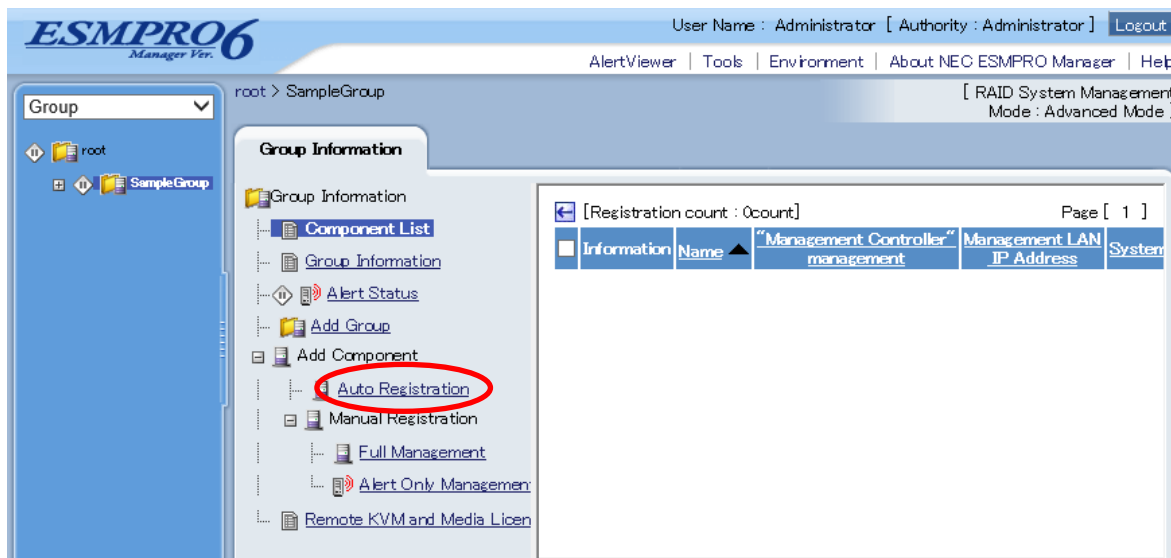 ESMPRO6
Manager Ver.
User Name : Administrator [ Authority : Administrator ] Logout
AlertViewer | Tools | Environment | About NEC ESMPRO Manager | Help
Group
root > SampleGroup
[ RAID System Management
Mode : Advanced Mode
root
SampleGroup
Group Information
Group Information
Component List
Group Information
Alert Status
Add Group
Add Component
Auto Registration
Manual Registration
Full Management
Alert Only Management
Remote KVM and Media Licen
[Registration count : 0count] Page [ 1 ]
Information Name "Management Controller" management Management LAN IP Address System